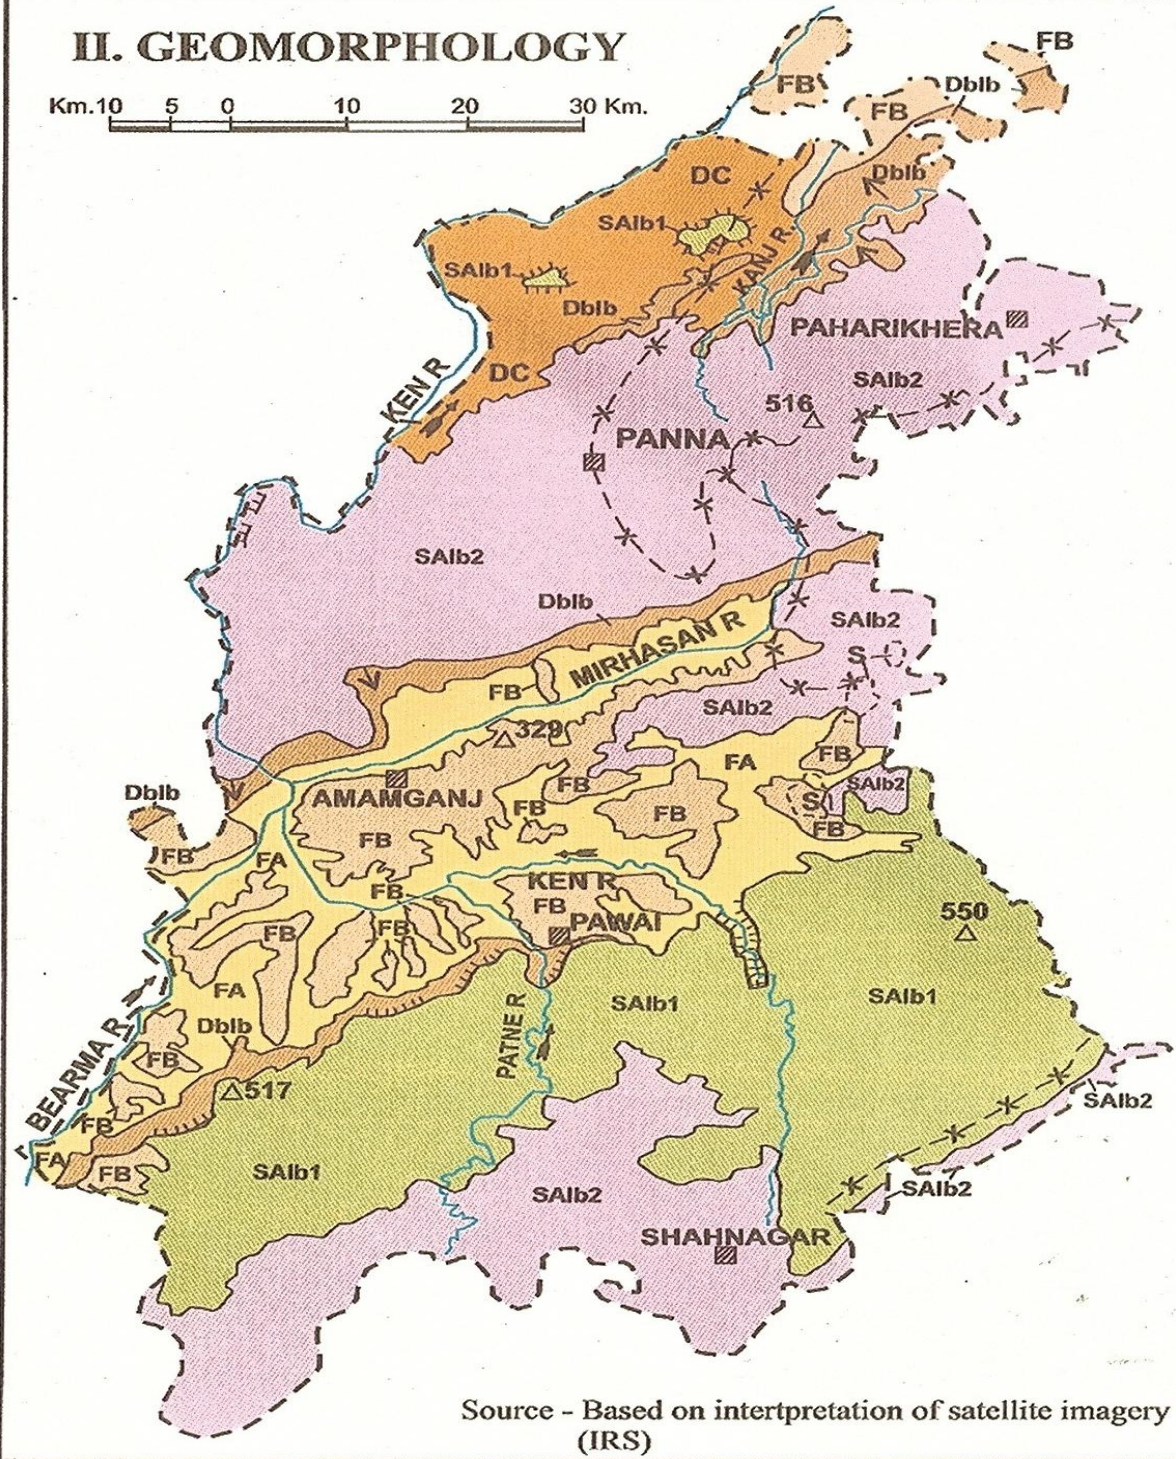 II. GEOMORPHOLOGY
Km.10 5 0 10 20 30 Km.
FB
FB
Dblb
FB
DC
Dblb
SAlb1
KANJ R.
SAlb1
Dblb
PAHARIKHERA
DC
SAlb2
KEN R
516
PANNA
SAlb2
Dblb
SAlb2
MIRHASAN R
S
FB
SAlb2
329
FA
FB
Dblb
AMAMGANJ
FB
SAlb2
FB
FB
S
FB
FB
FB
FA
FB
KEN R
FB
550
FB
FB
PAWAI
FA
SAlb1
SAlb1
Dblb
PATNE R
FB
BEARMA R
517
SAlb2
FB
FA
FB
SAlb1
SAlb2
SAlb2
SHAHNAGAR
Source - Based on intertpretation of satellite imagery
(IRS)